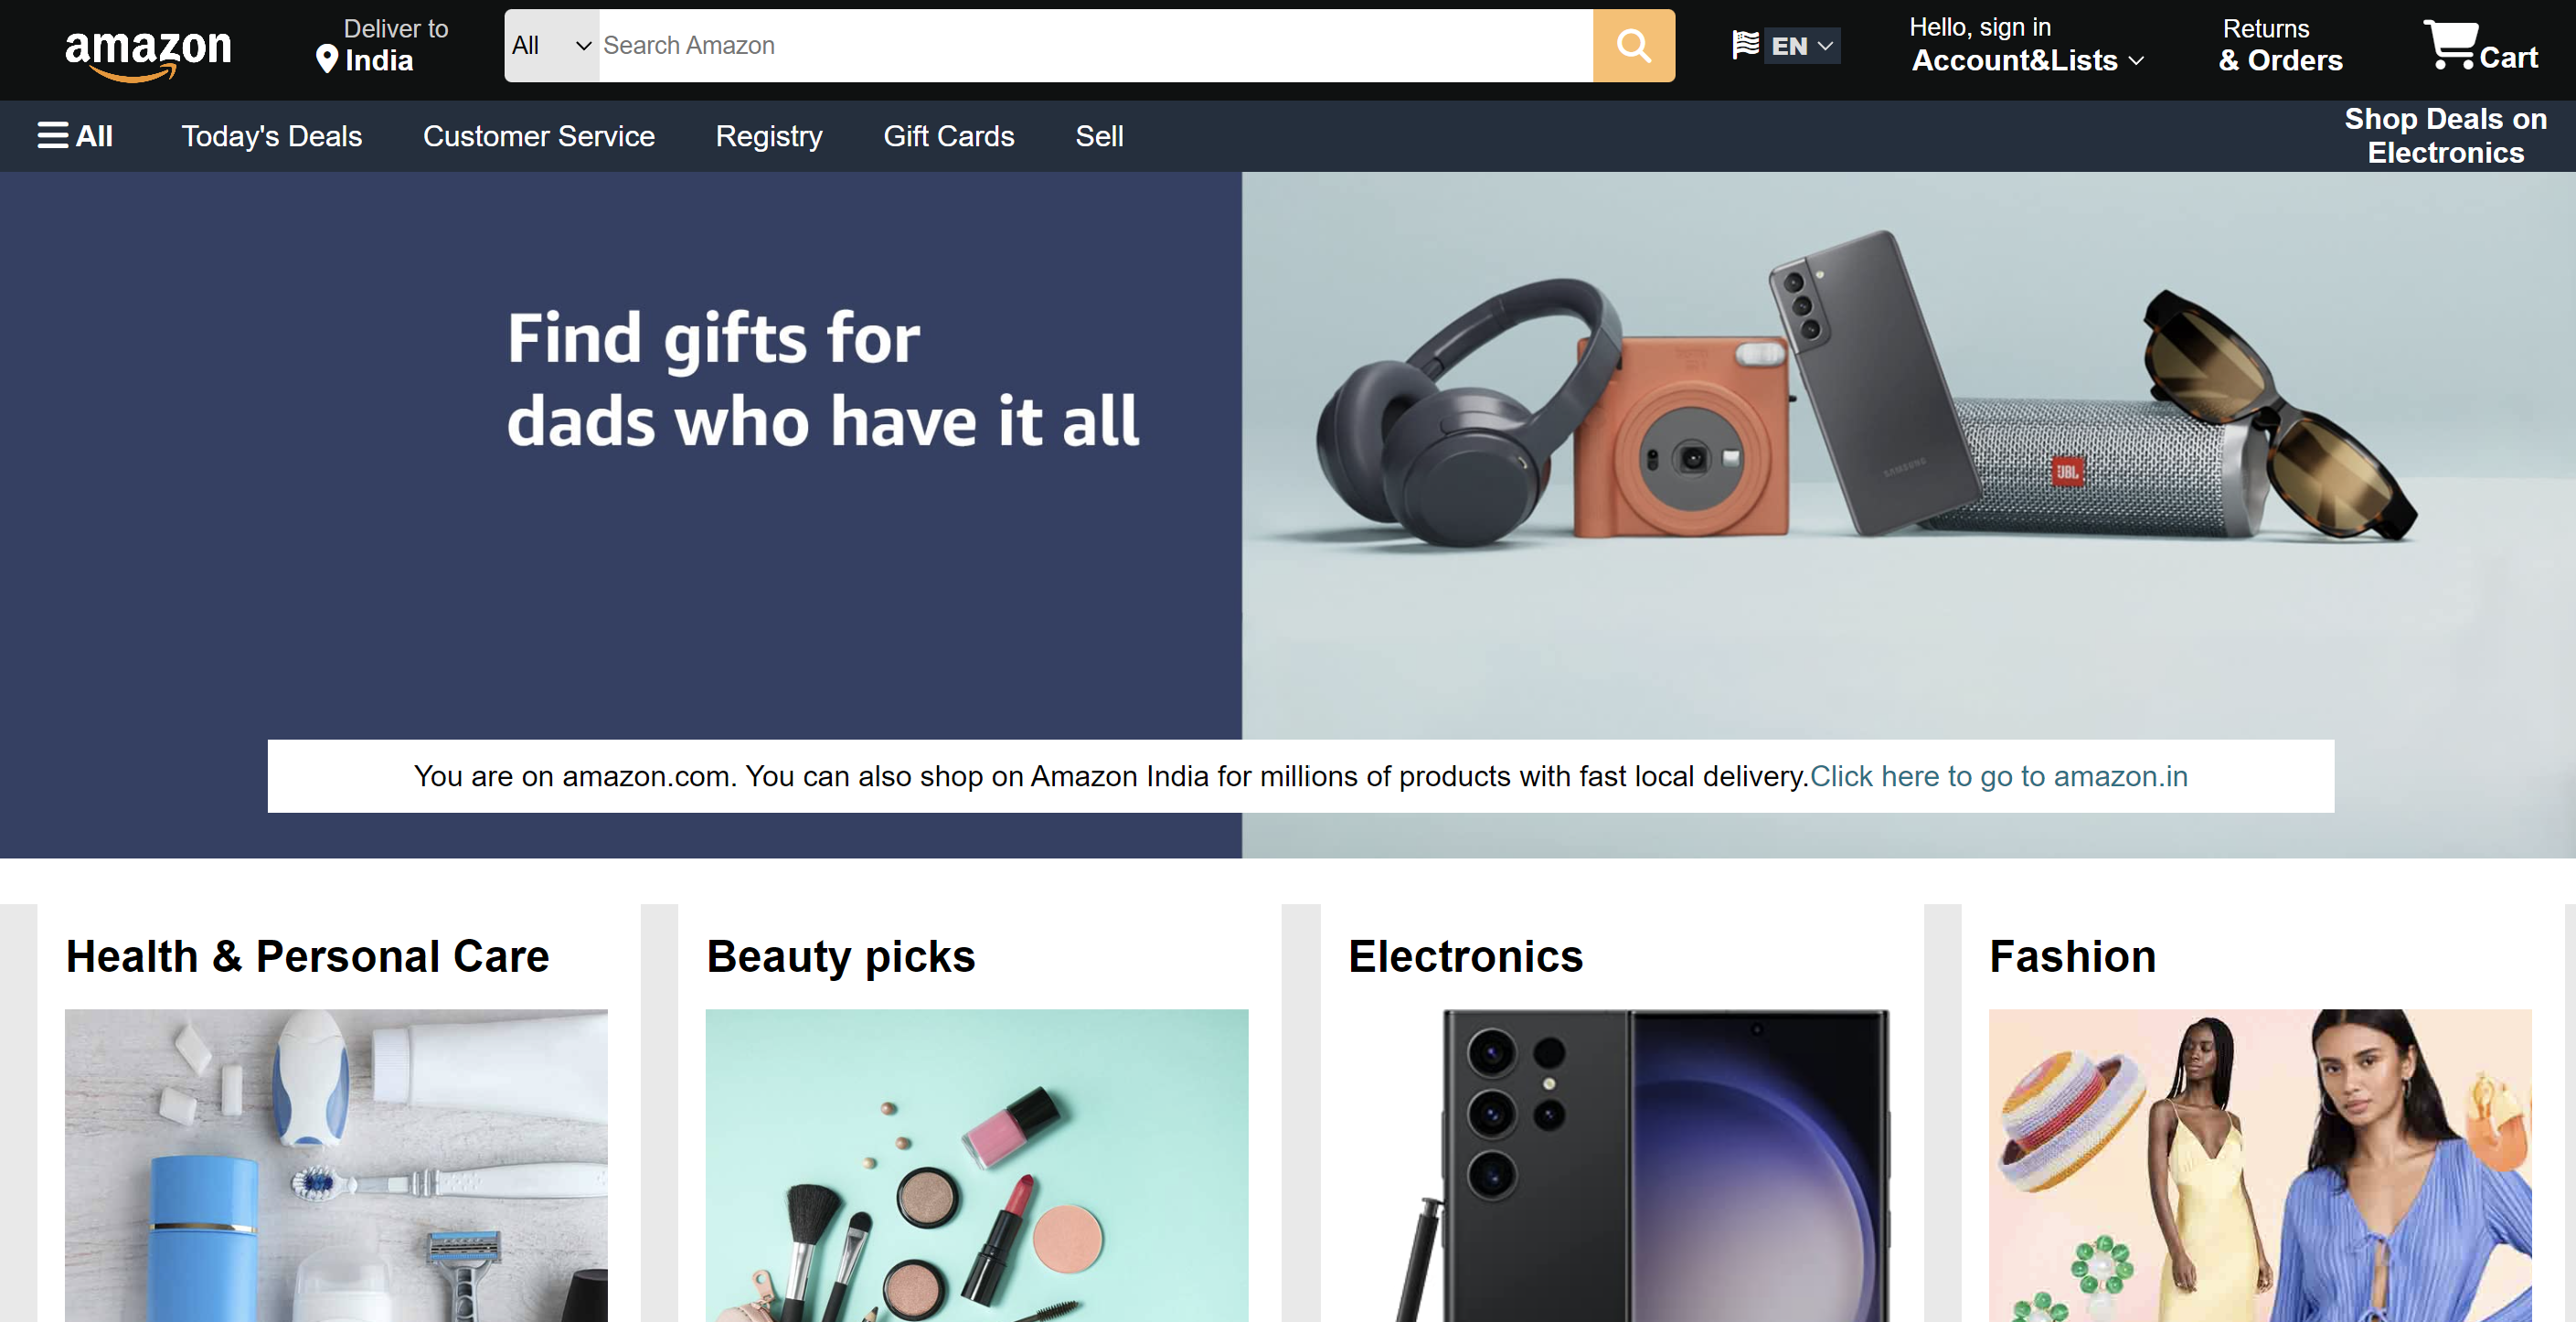 amazon
Deliver to
India
All
Search Amazon
EN
Hello, sign in
Account&Lists
Returns
& Orders
Cart
All
Today's Deals
Customer Service
Registry
Gift Cards
Sell
Shop Deals on
Electronics
Find gifts for
dads who have it all
SAMSUNG
JBL
You are on amazon.com. You can also shop on Amazon India for millions of products with fast local delivery.Click here to go to amazon.in
Health & Personal Care
Beauty picks
Electronics
Fashion